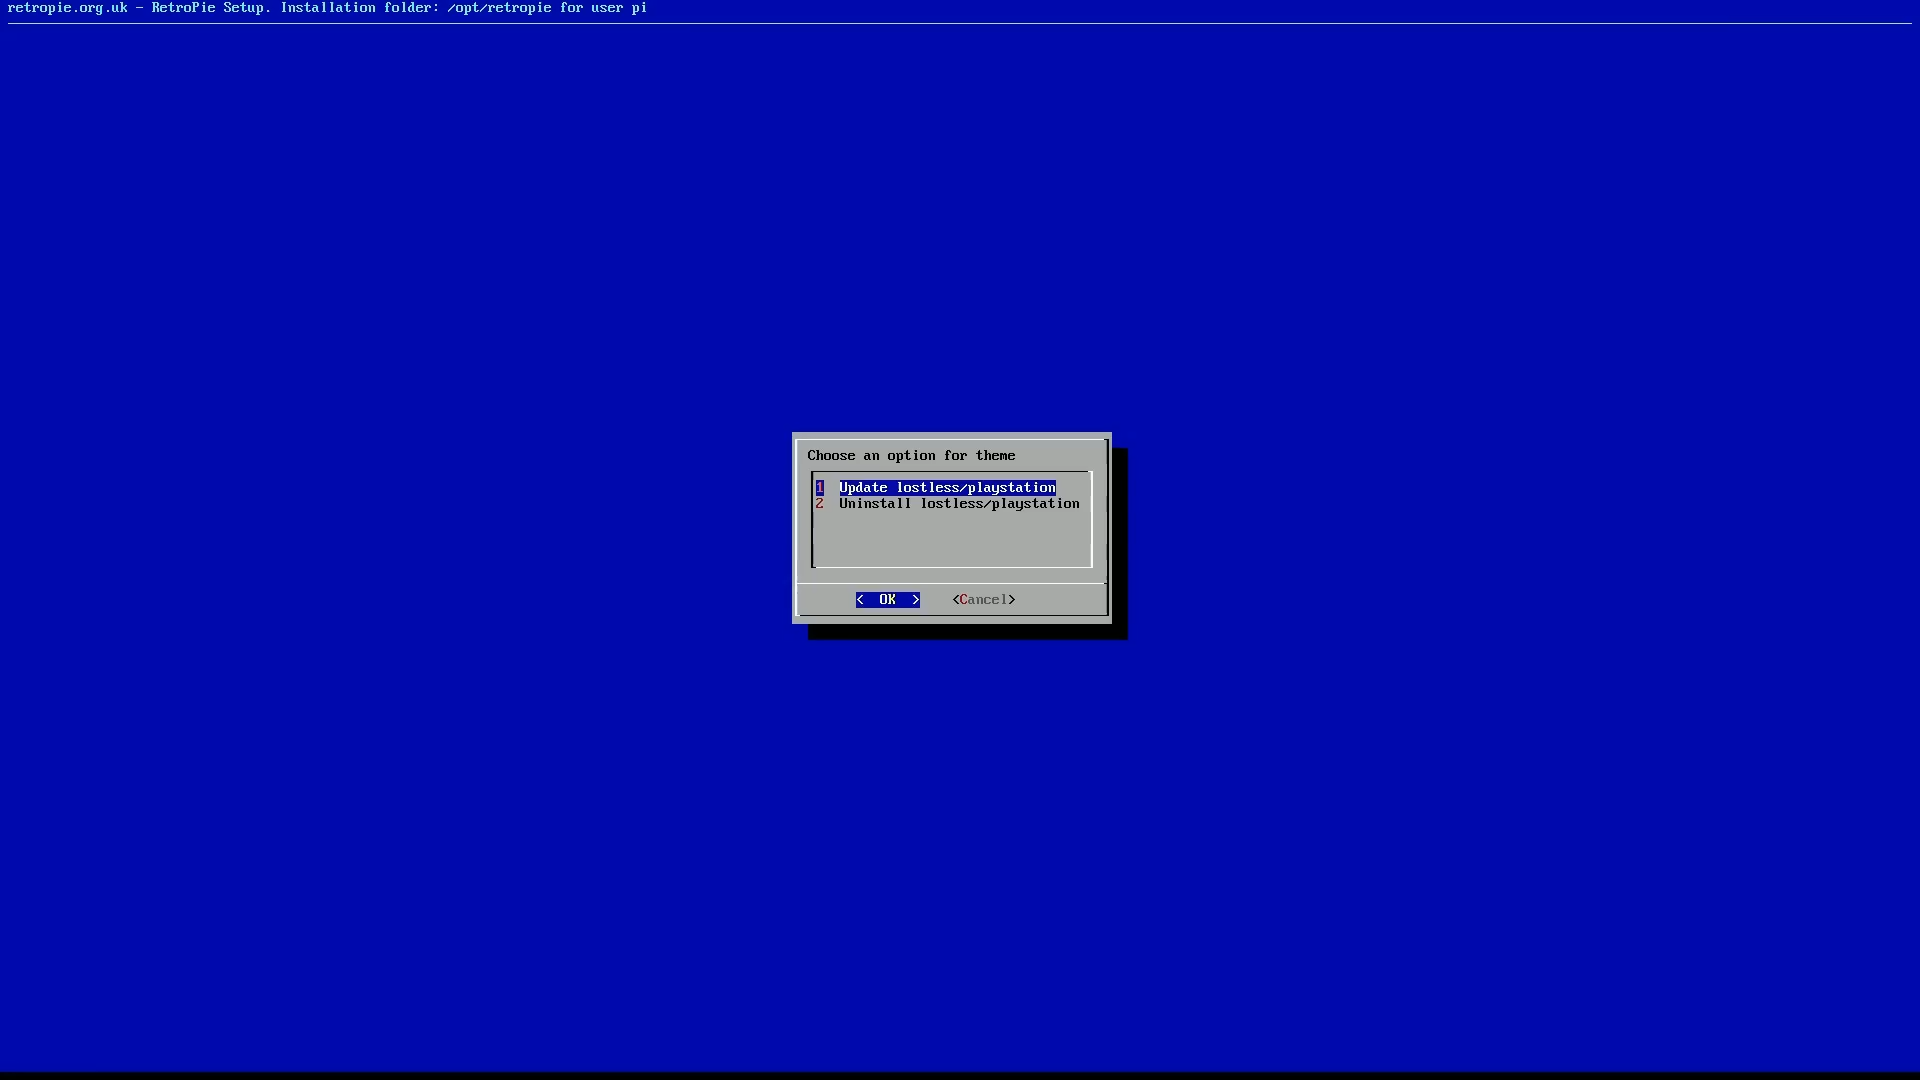 retropie.org.uk - RetroPie Setup. Installation folder: /opt/retropie for user pi
Choose an option for theme
1 Update lostless/playstation
2 Uninstall lostless/playstation
< OK > <Cancel>